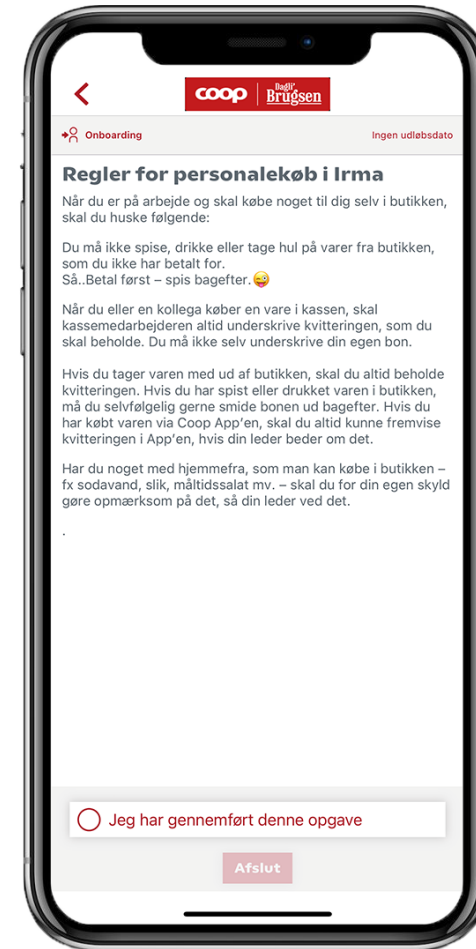 coop Dagli' Brugsen
Onboarding Ingen udløbsdato
Regler for personalekøb i Irma
Når du er på arbejde og skal købe noget til dig selv i butikken,
skal du huske følgende:
Du må ikke spise, drikke eller tage hul på varer fra butikken,
som du ikke har betalt for.
Så..Betal først – spis bagefter.😜
Når du eller en kollega køber en vare i kassen, skal
kassemedarbejderen altid underskrive kvitteringen, som du
skal beholde. Du må ikke selv underskrive din egen bon.
Hvis du tager varen med ud af butikken, skal du altid beholde
kvitteringen. Hvis du har spist eller drukket varen i butikken,
må du selvfølgelig gerne smide bonen ud bagefter. Hvis du
har købt varen via Coop App'en, skal du altid kunne fremvise
kvitteringen i App'en, hvis din leder beder om det.
Har du noget med hjemmefra, som man kan købe i butikken –
fx sodavand, slik, måltidssalat mv. – skal du for din egen skyld
gøre opmærksom på det, så din leder ved det.
.
Jeg har gennemført denne opgave
Afslut